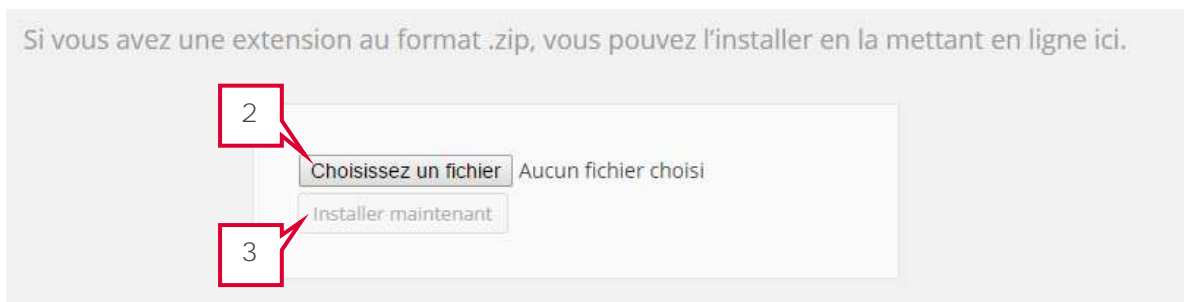 Si vous avez une extension au format .zip, vous pouvez l’installer en la mettant en ligne ici.
2
Choisissez un fichier Aucun fichier choisi
Installer maintenant
3